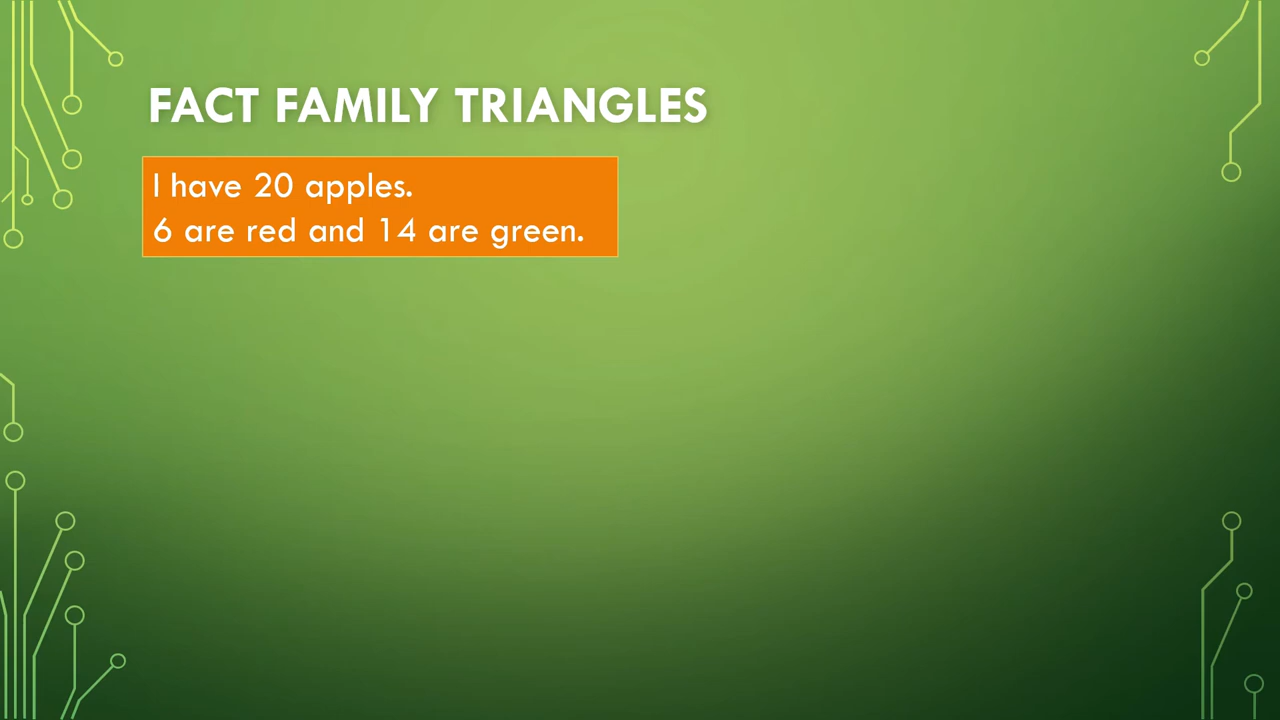 FACT FAMILY TRIANGLES
I have 20 apples.
6 are red and 14 are green.